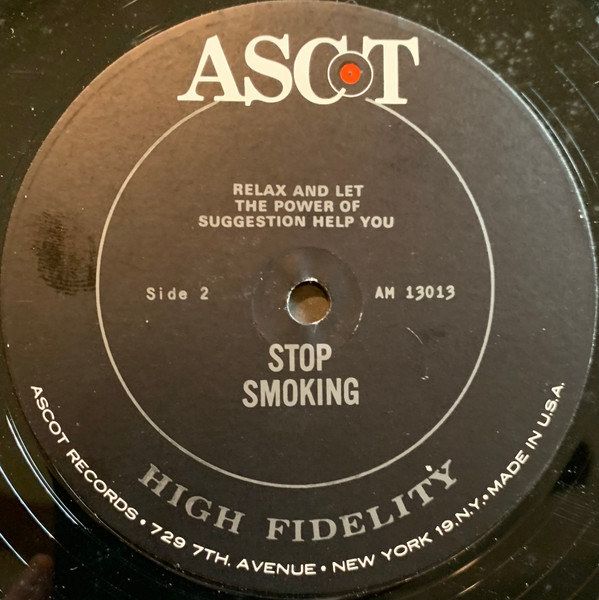 ASCOT
RELAX AND LET
THE POWER OF
SUGGESTION HELP YOU
Side 2
AM 13013
STOP
SMOKING
HIGH FIDELITY
ASCOT RECORDS • 729 7TH. AVENUE • NEW YORK 19.N.Y. • MADE IN U.S.A.